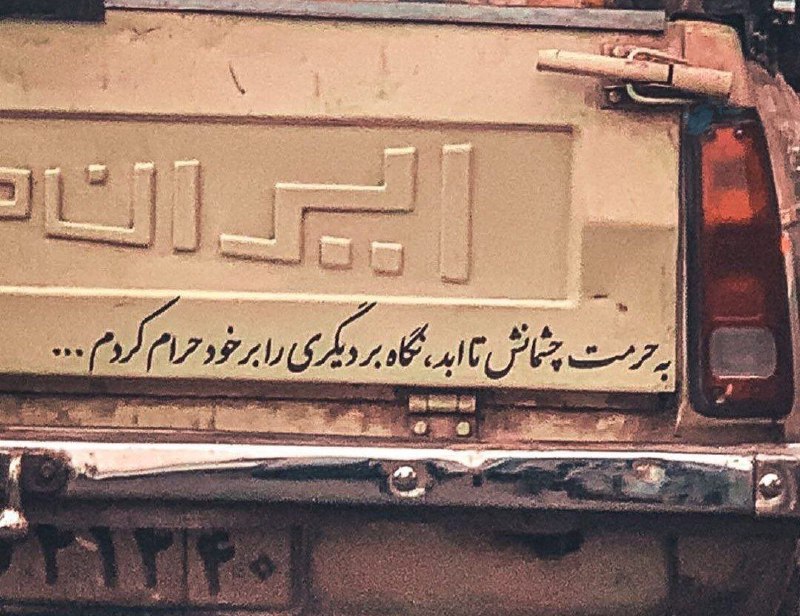 ایران
به حرمت چشمانش تا ابد، نگاه بر دیگری را بر خود حرام کردم ...